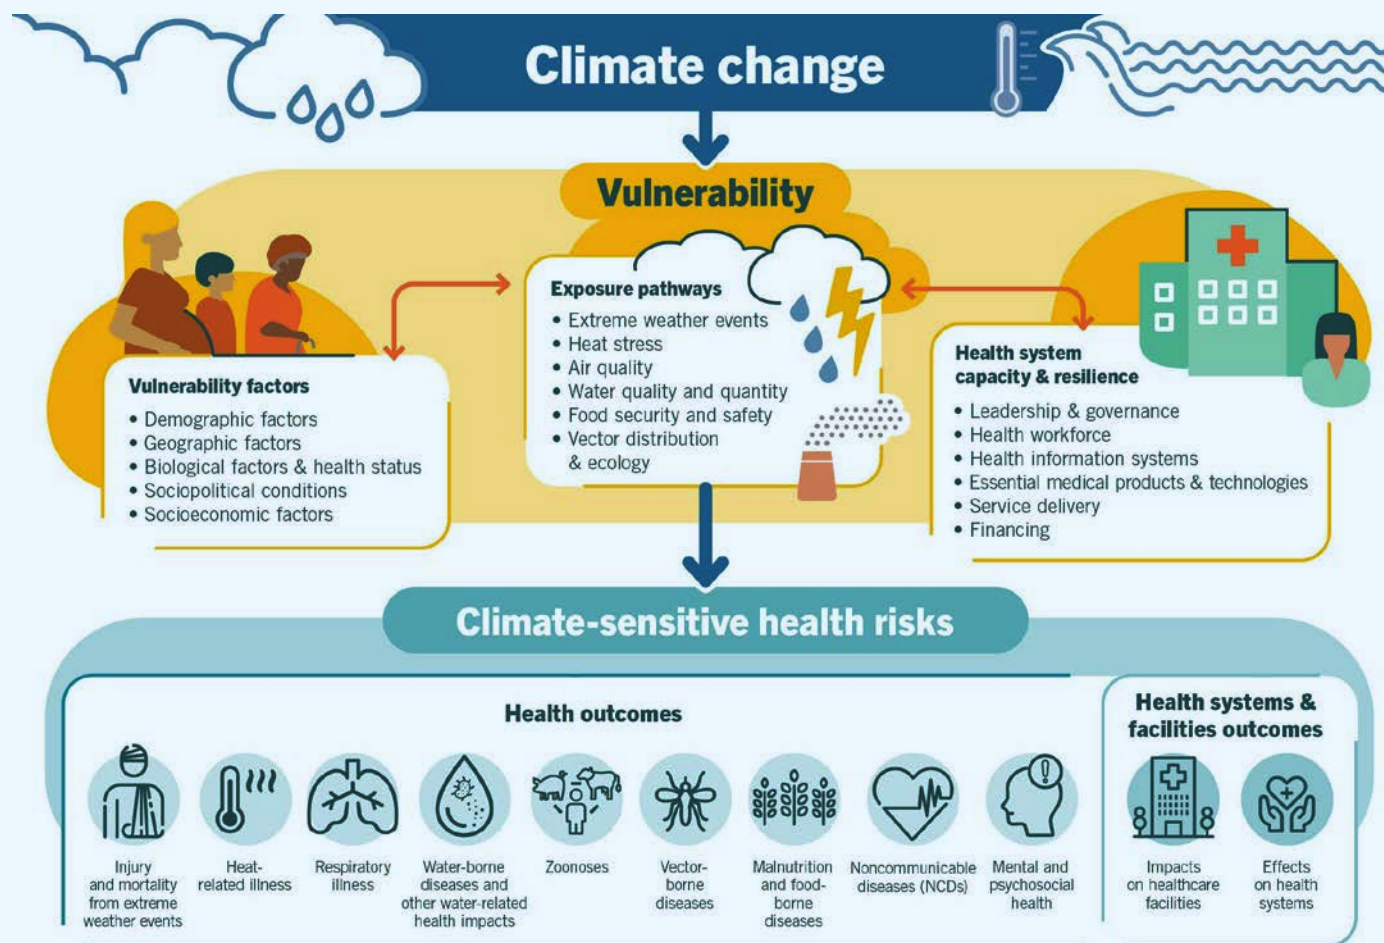 Climate change
Vulnerability
Vulnerability factors
• Demographic factors
• Geographic factors
• Biological factors & health status
• Sociopolitical conditions
• Socioeconomic factors
Exposure pathways
• Extreme weather events
• Heat stress
• Air quality
• Water quality and quantity
• Food security and safety
• Vector distribution
& ecology
Health system
capacity & resilience
• Leadership & governance
• Health workforce
• Health information systems
• Essential medical products & technologies
• Service delivery
• Financing
Climate-sensitive health risks
Health outcomes
Injury
and mortality
from extreme
weather events
Heat-
related illness
Respiratory
illness
Water-borne
diseases and
other water-related
health impacts
Zoonoses
Vector-
borne
diseases
Malnutrition
and food-
borne
diseases
Noncommunicable
diseases (NCDs)
Mental and
psychosocial
health
Health systems &
facilities outcomes
Impacts
on healthcare
facilities
Effects
on health
systems